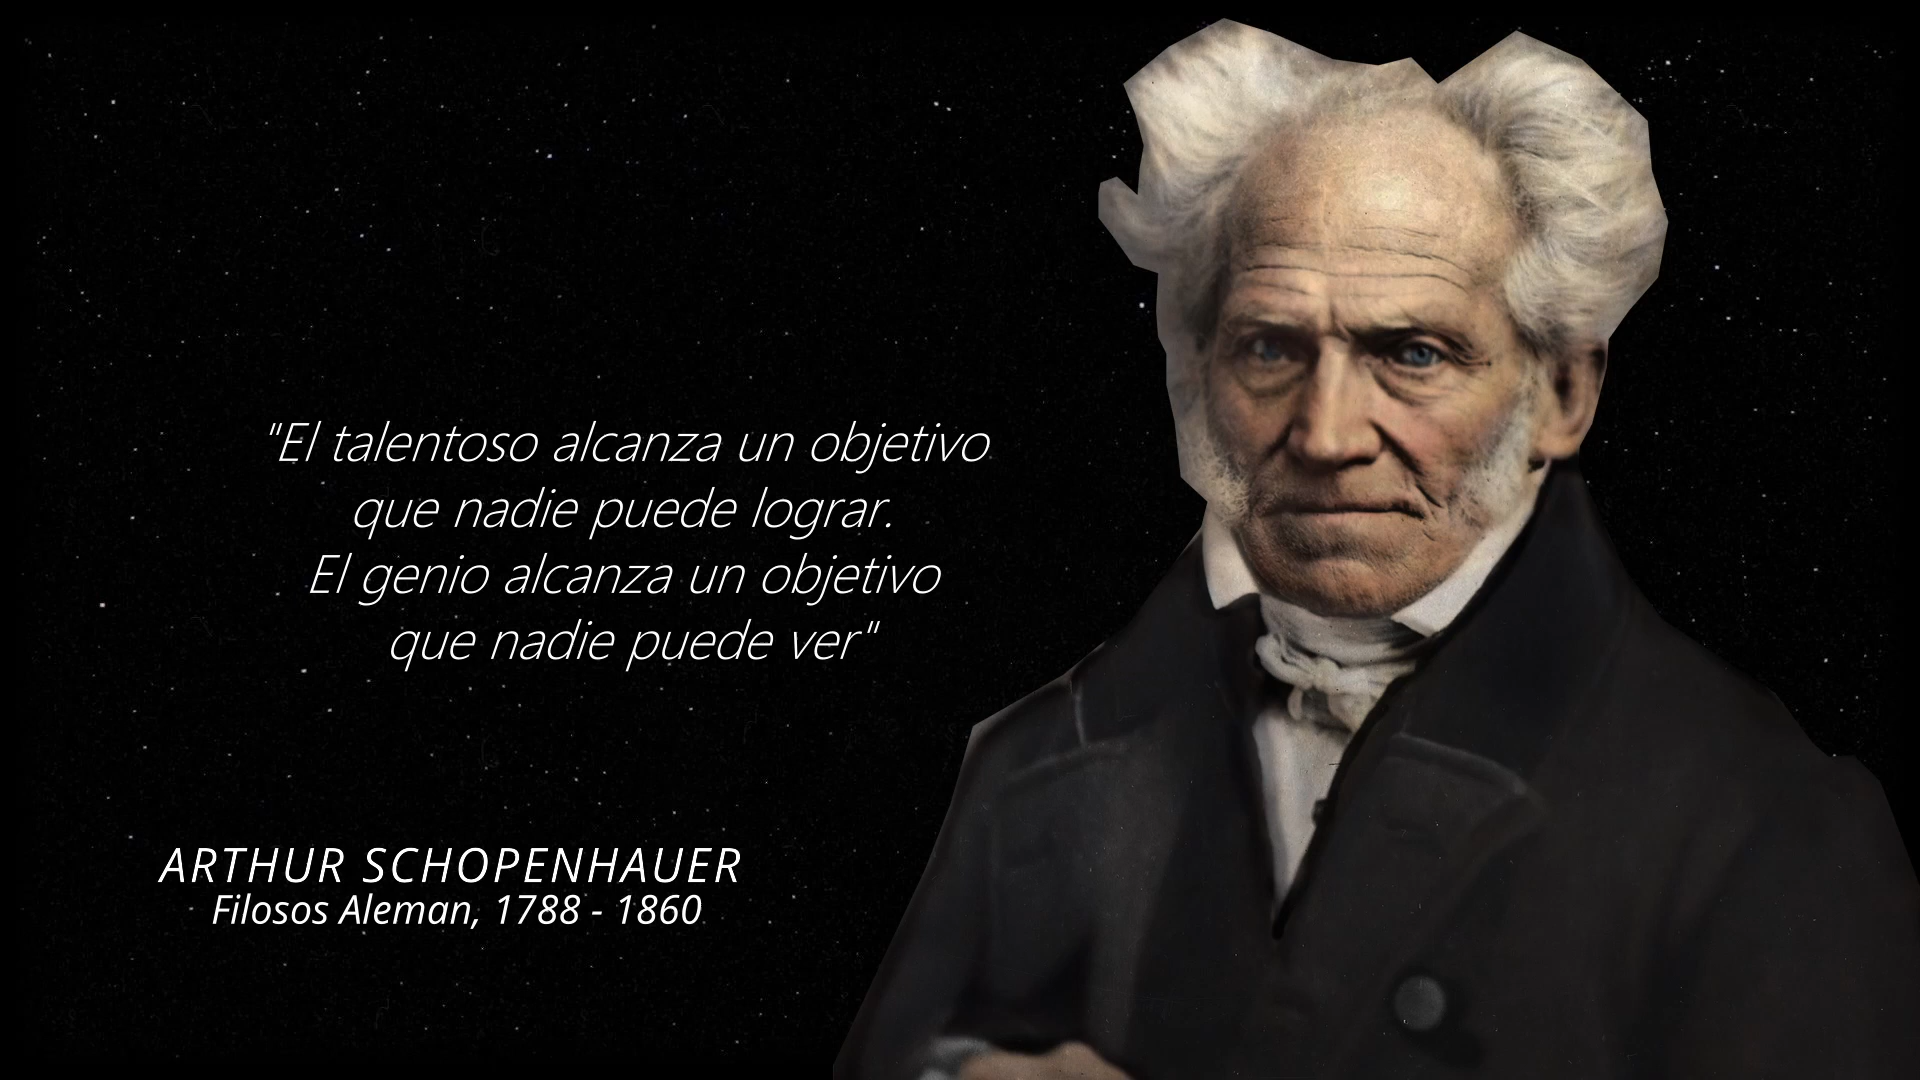 "El talentoso alcanza un objetivo
que nadie puede lograr.
El genio alcanza un objetivo
que nadie puede ver"
ARTHUR SCHOPENHAUER
Filosos Aleman, 1788 - 1860